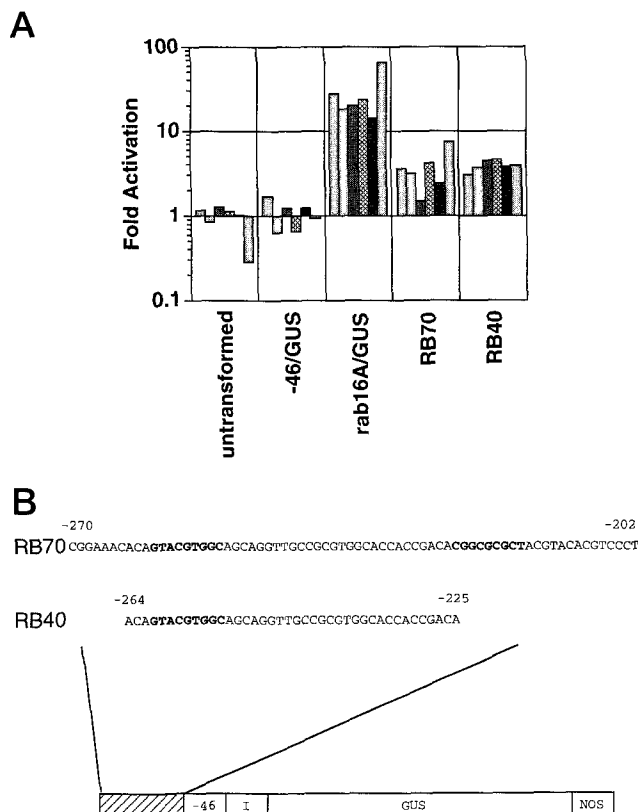 A
Fold Activation
100
10
1
0.1
untransformed
-46/GUS
rab16A/GUS
RB70
RB40
B
-270
-202
RB70 CGGAAACACAGTACGTGGCAGCAGGTTGCCGCGTGGCACCACCGACACGGCGCGCTACGTACACGTCCCT
-264
-225
RB40 ACAGTACGTGGCAGCAGGTTGCCGCGTGGCACCACCGACA
-46
I
GUS
NOS